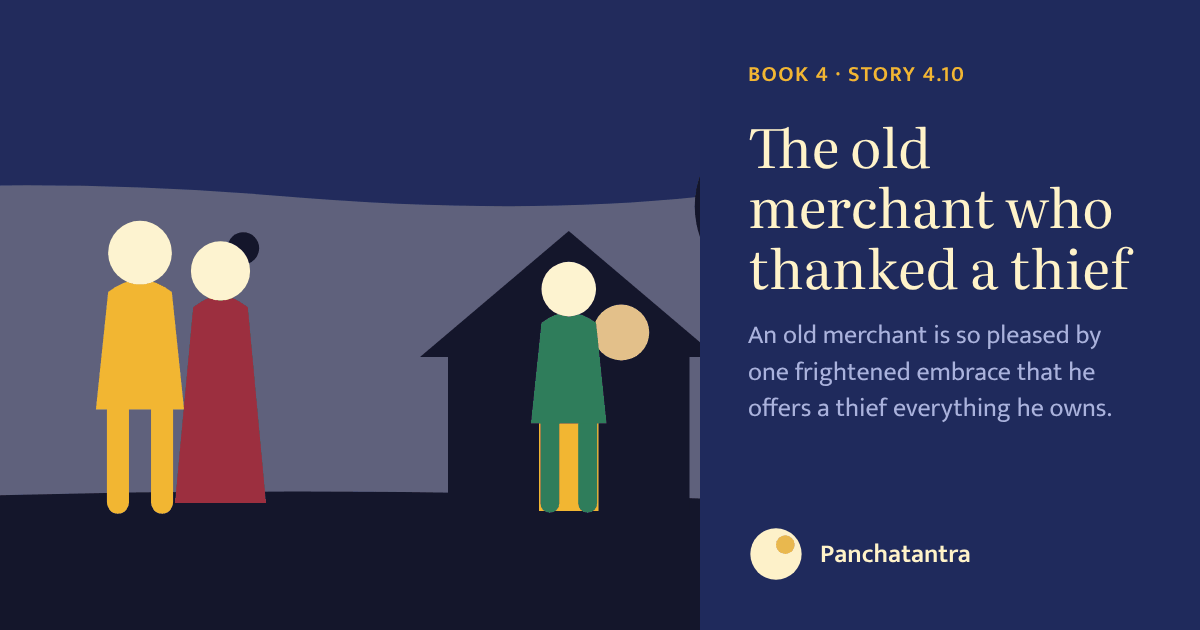 BOOK 4 · STORY 4.10
The old
merchant who
thanked a thief
An old merchant is so pleased by
one frightened embrace that he
offers a thief everything he owns.
Panchatantra